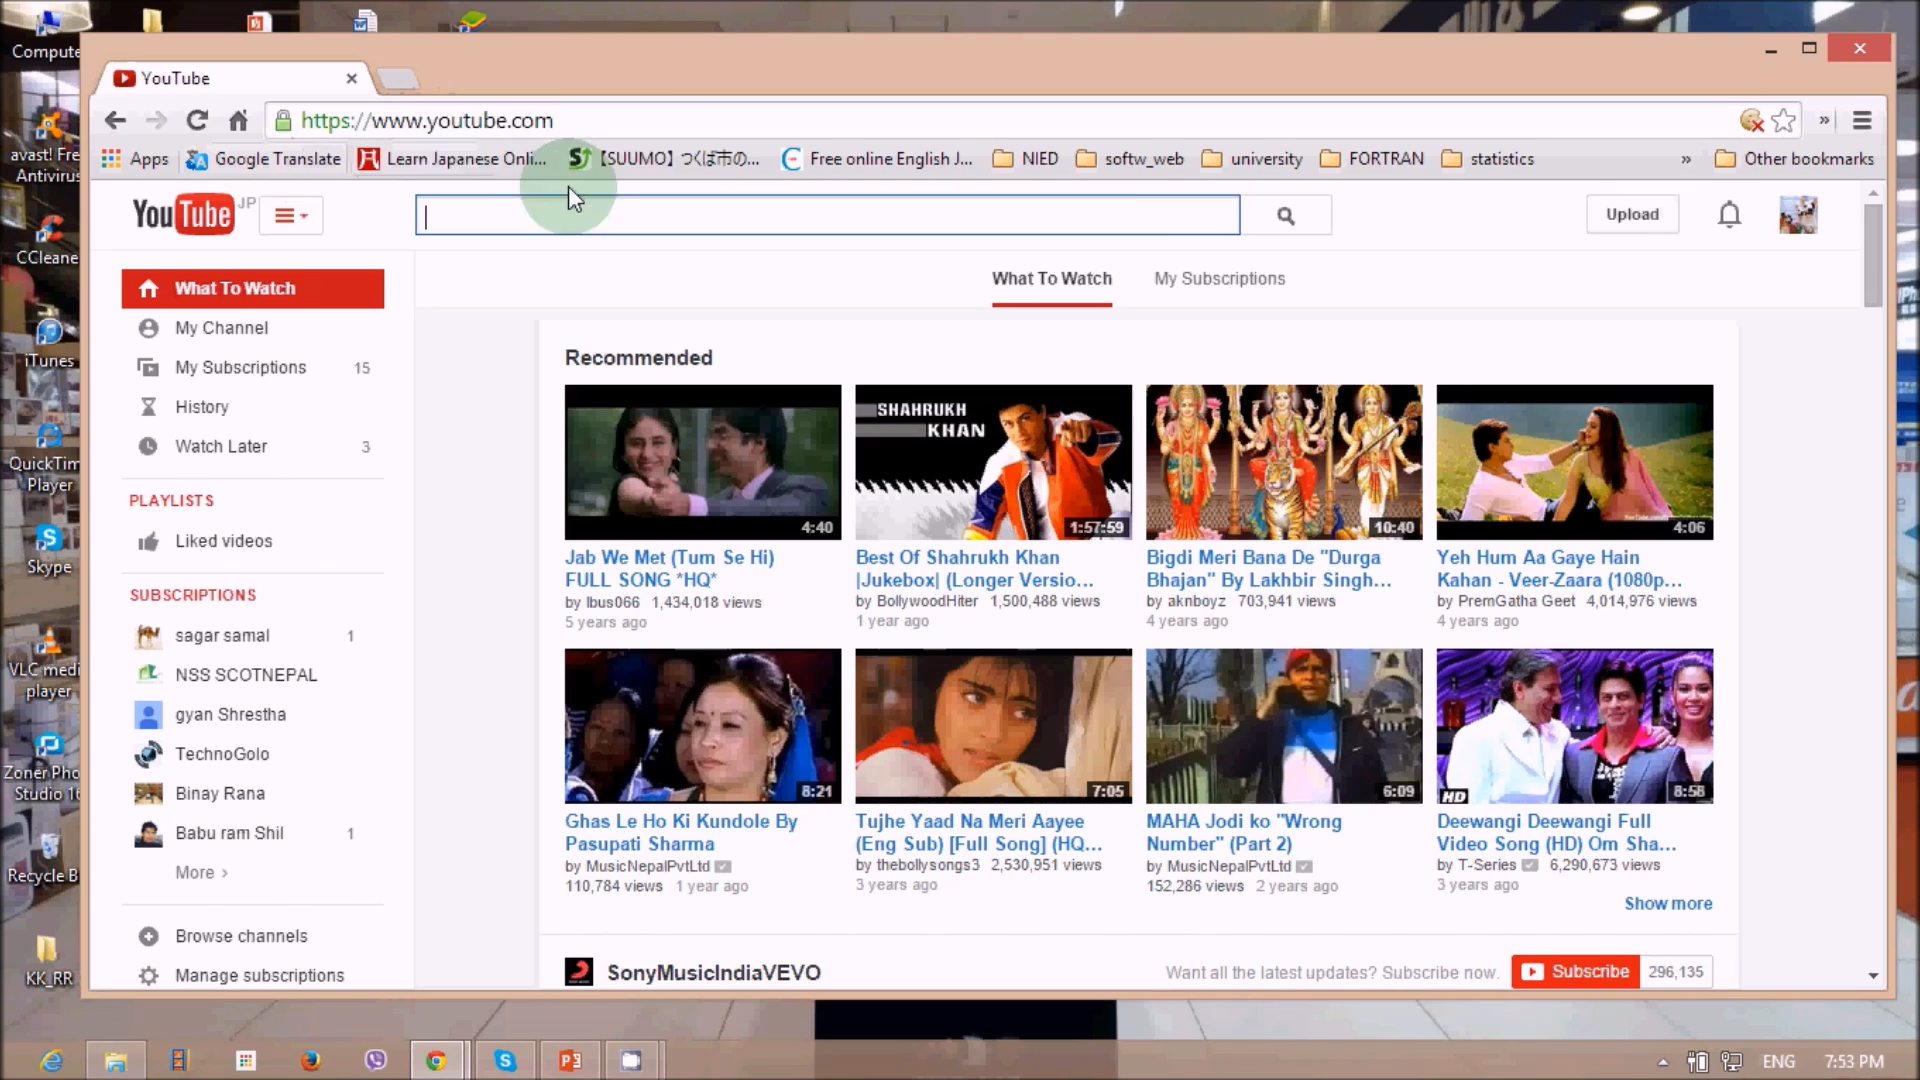 Compute
YouTube
https://www.youtube.com
Apps
Google Translate
Learn Japanese Onli...
【SUUMO】つくば市の...
Free online English J...
NIED
softw_web
university
FORTRAN
statistics
»
Other bookmarks
avast! Fre
Antivirus
YouTube JP
Upload
CCleane
What To Watch
My Subscriptions
What To Watch
My Channel
My Subscriptions 15
History
Watch Later 3
PLAYLISTS
Liked videos
SUBSCRIPTIONS
sagar samal 1
NSS SCOTNEPAL
gyan Shrestha
TechnoGolo
Binay Rana
Babu ram Shil 1
More ›
Browse channels
Manage subscriptions
iTunes
QuickTim
Player
Skype
VLC medi
player
Zoner Pho
Studio 16
Recycle B
KK_RR
Recommended
4:40
Jab We Met (Tum Se Hi)
FULL SONG *HQ*
by lbus066 1,434,018 views
5 years ago
SHAHRUKH
KHAN
1:57:59
Best Of Shahrukh Khan
|Jukebox| (Longer Versio...
by BollywoodHiter 1,500,488 views
1 year ago
10:40
Bigdi Meri Bana De "Durga
Bhajan" By Lakhbir Singh...
by aknboyz 703,941 views
4 years ago
4:06
Yeh Hum Aa Gaye Hain
Kahan - Veer-Zaara (1080p...
by PremGatha Geet 4,014,976 views
4 years ago
8:21
Ghas Le Ho Ki Kundole By
Pasupati Sharma
by MusicNepalPvtLtd
110,784 views 1 year ago
7:05
Tujhe Yaad Na Meri Aayee
(Eng Sub) [Full Song] (HQ...
by thebollysongs3 2,530,951 views
3 years ago
6:09
MAHA Jodi ko "Wrong
Number" (Part 2)
by MusicNepalPvtLtd
152,286 views 2 years ago
HD
8:58
Deewangi Deewangi Full
Video Song (HD) Om Sha...
by T-Series 6,290,673 views
3 years ago
Show more
SonyMusicIndiaVEVO
Want all the latest updates? Subscribe now.
Subscribe 296,135
ENG
7:53 PM